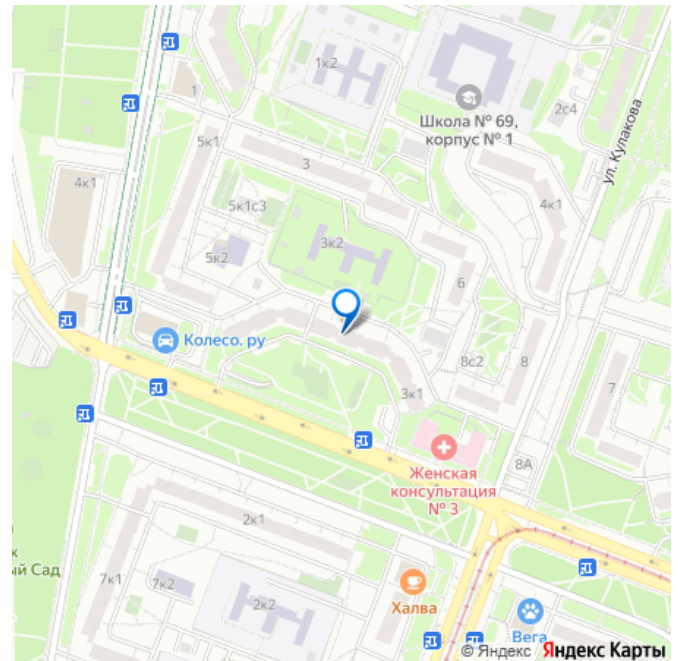 1к2
1
2с4
Школа № 69,
корпус № 1
ул. Кулакова
5к1
3
4к1
5к1с3
4к1
3к2
5к2
6
Колесо.ру
8с2
8
7
3к1
Женская
консультация
№ 3
8А
2к1
к
й Сад
7к1
7к2
2к2
Халва
Вега
© Яндекс Яндекс Карты